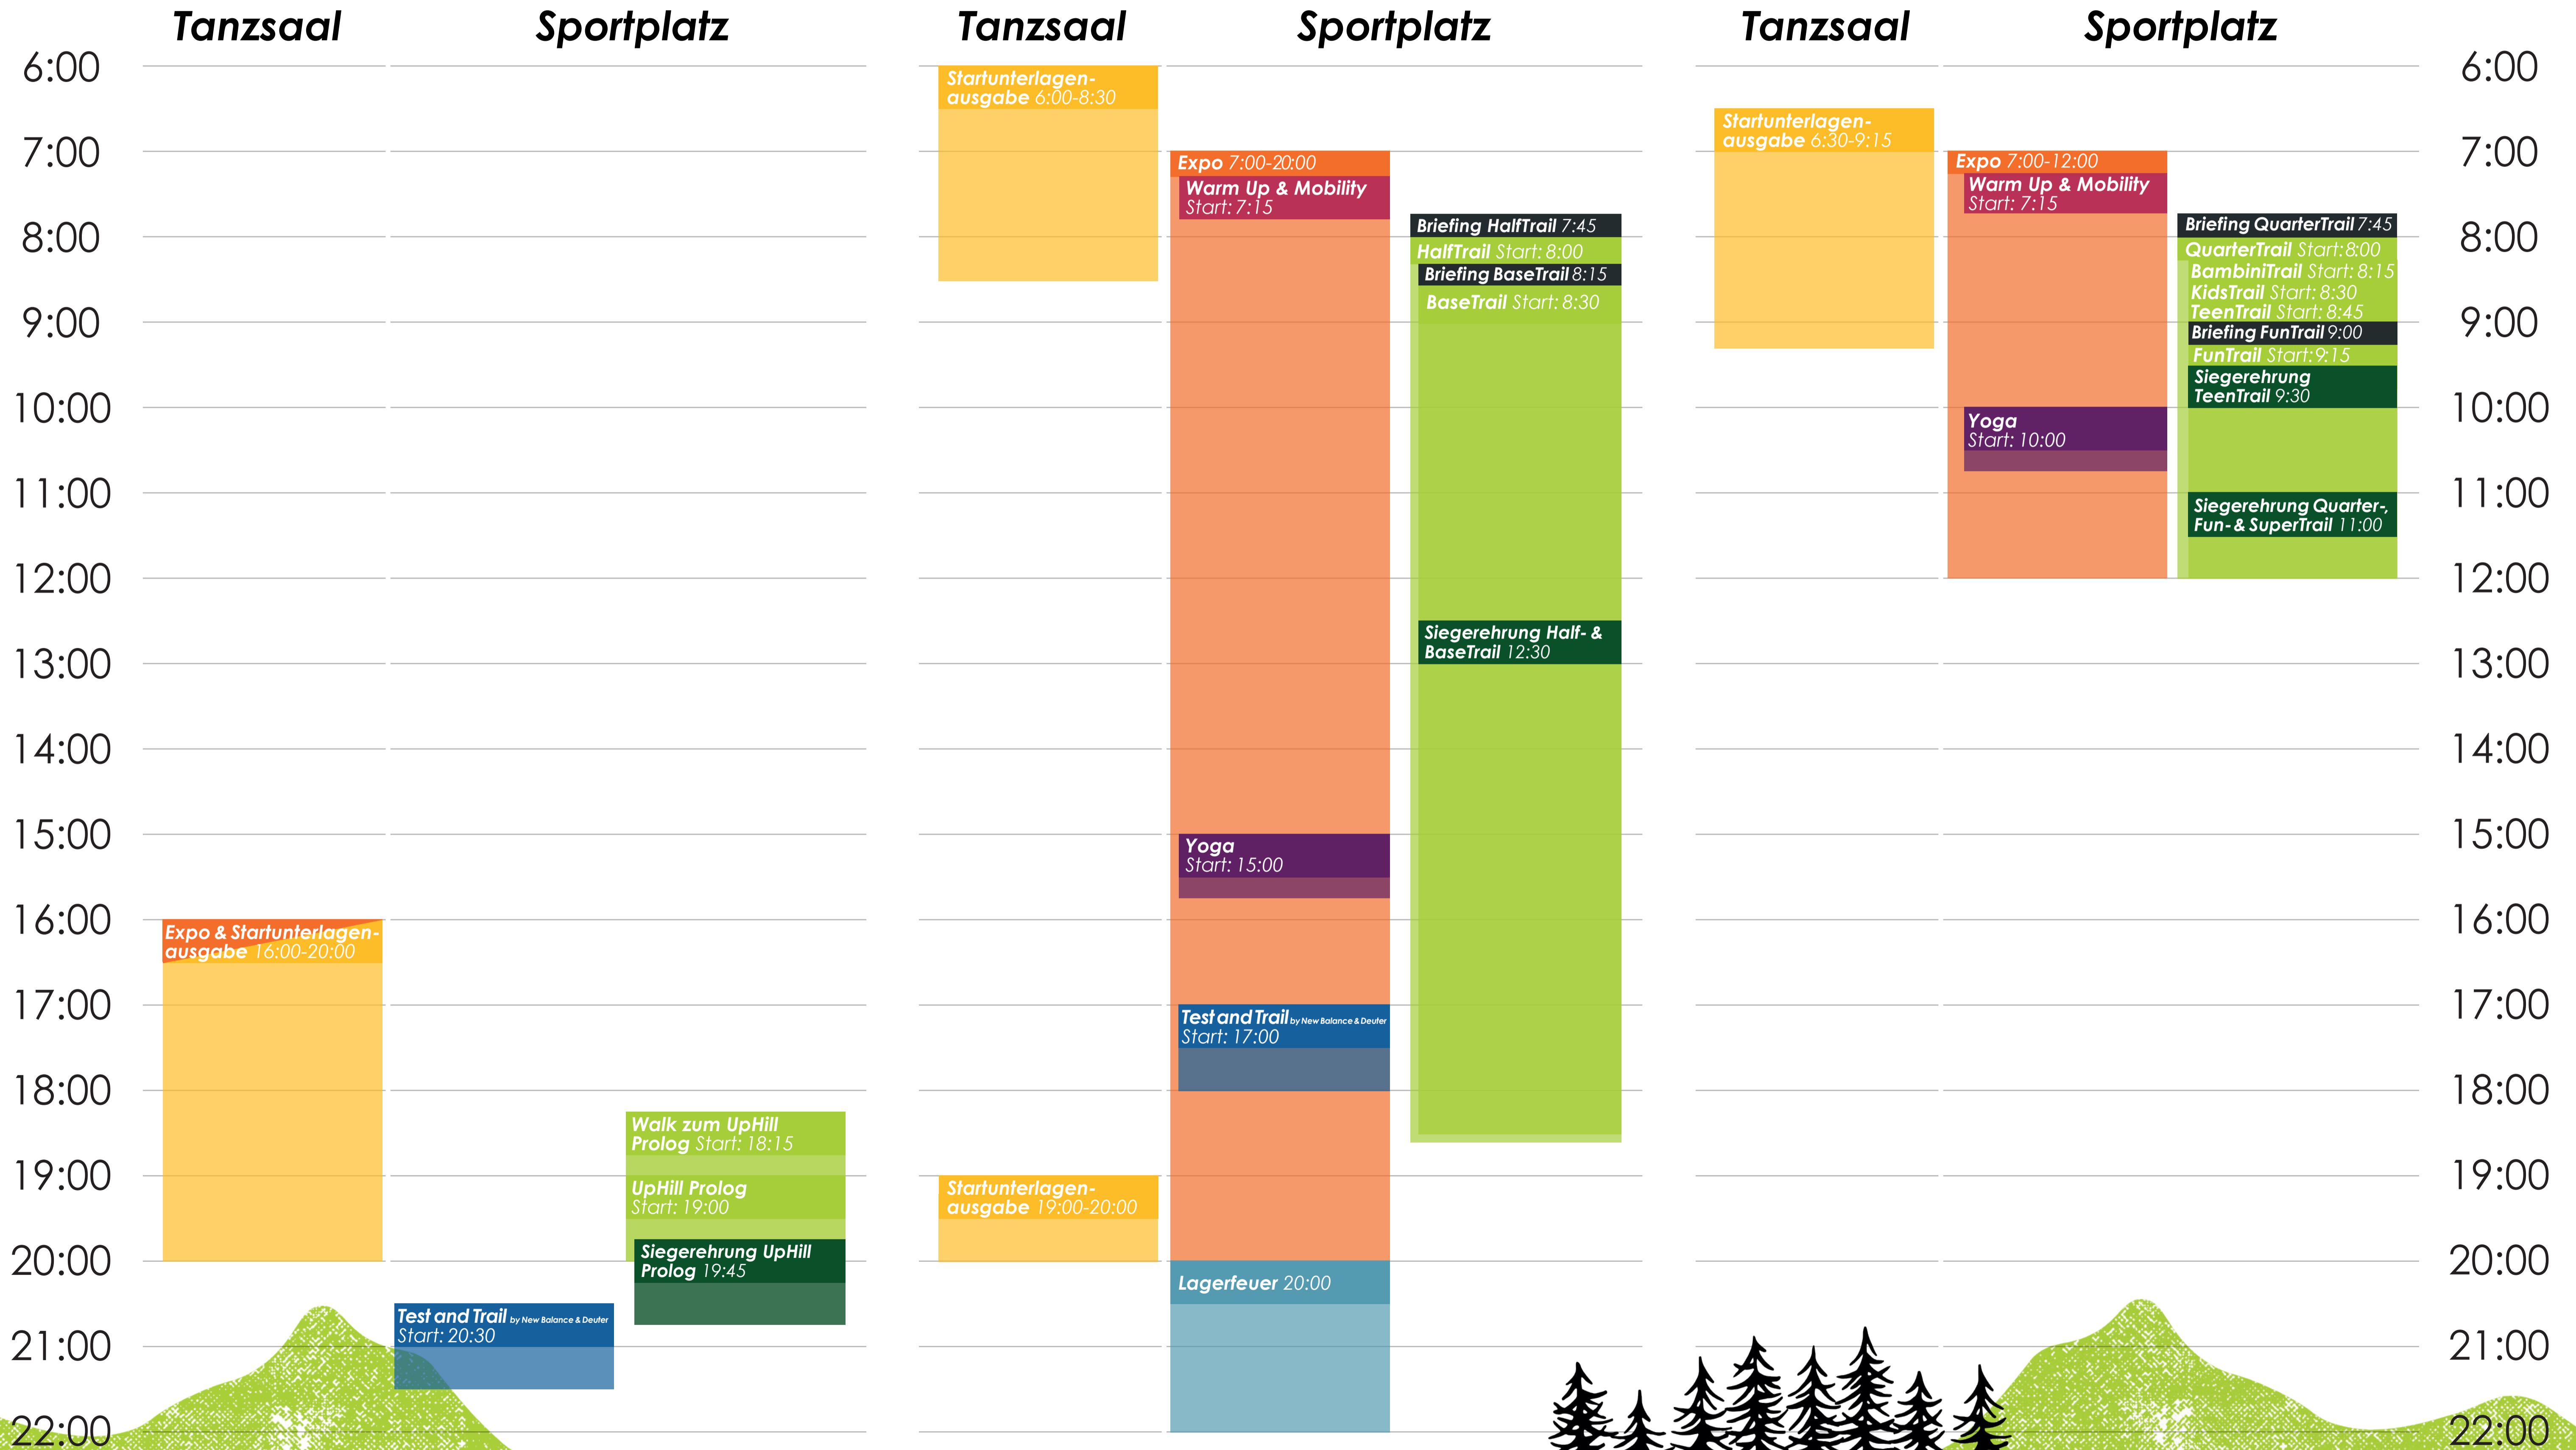 Tanzsaal
Sportplatz
Tanzsaal
Sportplatz
Tanzsaal
Sportplatz
6:00
7:00
8:00
9:00
10:00
11:00
12:00
13:00
14:00
15:00
16:00
17:00
18:00
19:00
20:00
21:00
22:00
Expo & Startunterlagen-
ausgabe 16:00-20:00
Test and Trail by New Balance & Deuter
Start: 20:30
Walk zum UpHill
Prolog Start: 18:15
UpHill Prolog
Start: 19:00
Siegerehrung UpHill
Prolog 19:45
Startunterlagen-
ausgabe 6:00-8:30
Startunterlagen-
ausgabe 19:00-20:00
Expo 7:00-20:00
Warm Up & Mobility
Start: 7:15
Yoga
Start: 15:00
Test and Trail by New Balance & Deuter
Start: 17:00
Lagerfeuer 20:00
Briefing HalfTrail 7:45
HalfTrail Start: 8:00
Briefing BaseTrail 8:15
BaseTrail Start: 8:30
Siegerehrung Half- &
BaseTrail 12:30
Startunterlagen-
ausgabe 6:30-9:15
Expo 7:00-12:00
Warm Up & Mobility
Start: 7:15
Yoga
Start: 10:00
Briefing QuarterTrail 7:45
QuarterTrail Start: 8:00
BambiniTrail Start: 8:15
KidsTrail Start: 8:30
TeenTrail Start: 8:45
Briefing FunTrail 9:00
FunTrail Start: 9:15
Siegerehrung
TeenTrail 9:30
Siegerehrung Quarter-,
Fun- & SuperTrail 11:00
6:00
7:00
8:00
9:00
10:00
11:00
12:00
13:00
14:00
15:00
16:00
17:00
18:00
19:00
20:00
21:00
22:00